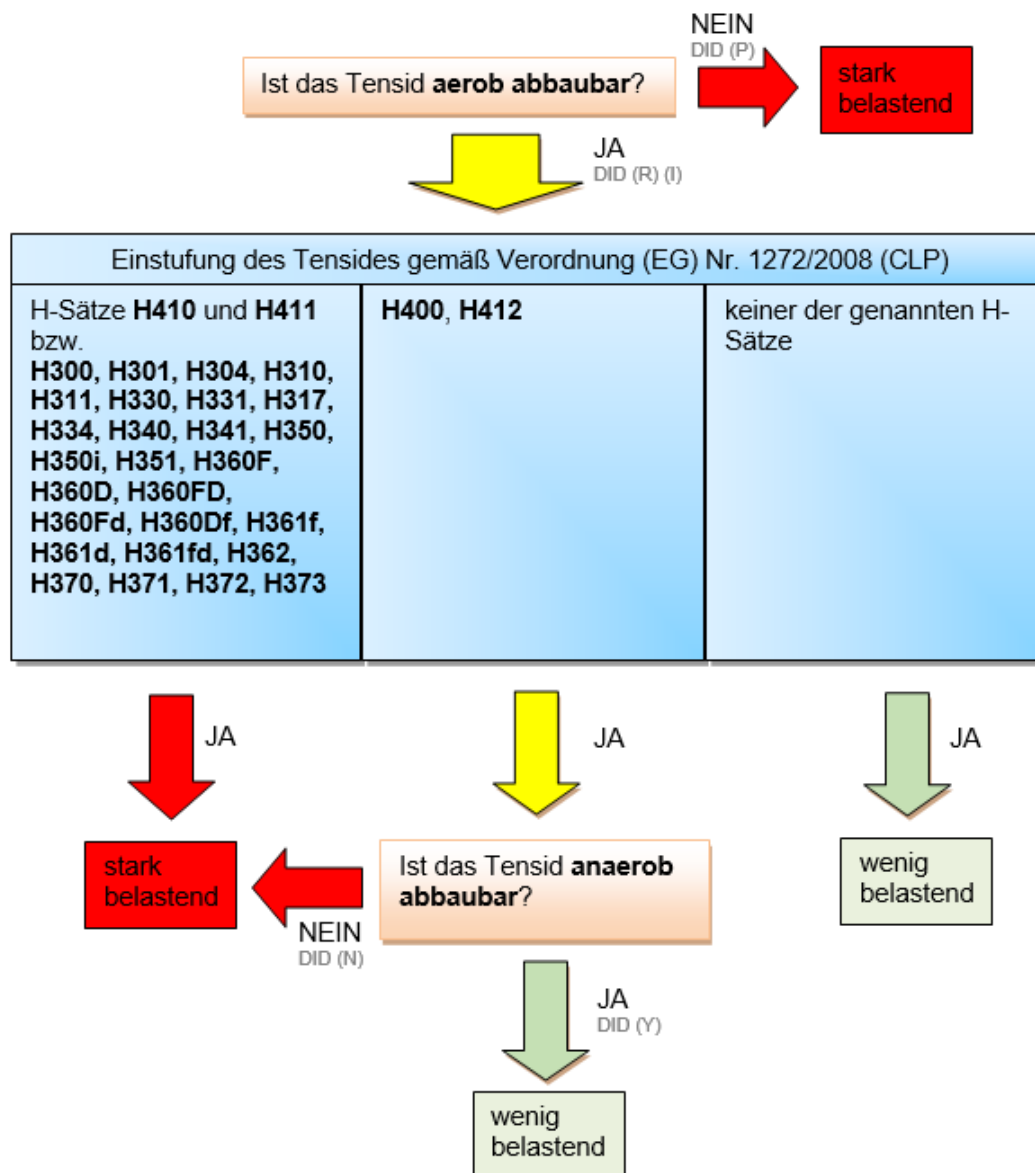 NEIN
DID (P)
Ist das Tensid aerob abbaubar?
stark
belastend
JA
DID (R) (I)
Einstufung des Tensides gemäß Verordnung (EG) Nr. 1272/2008 (CLP)
H-Sätze H410 und H411
bzw.
H300, H301, H304, H310,
H311, H330, H331, H317,
H334, H340, H341, H350,
H350i, H351, H360F,
H360D, H360FD,
H360Fd, H360Df, H361f,
H361d, H361fd, H362,
H370, H371, H372, H373
H400, H412
keiner der genannten H-
Sätze
JA
JA
JA
stark
belastend
NEIN
DID (N)
Ist das Tensid anaerob
abbaubar?
wenig
belastend
JA
DID (Y)
wenig
belastend